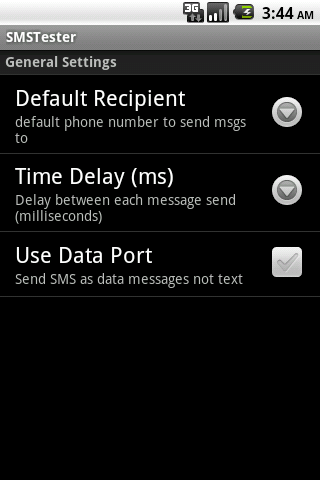 3G 3:44 AM
SMSTester
General Settings
Default Recipient
default phone number to send msgs
to
Time Delay (ms)
Delay between each message send
(milliseconds)
Use Data Port
Send SMS as data messages not text